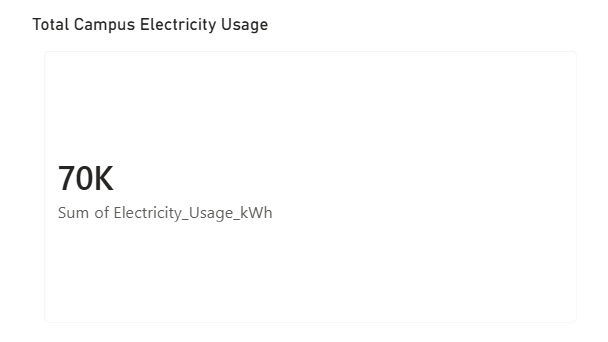 Total Campus Electricity Usage
70K
Sum of Electricity_Usage_kWh